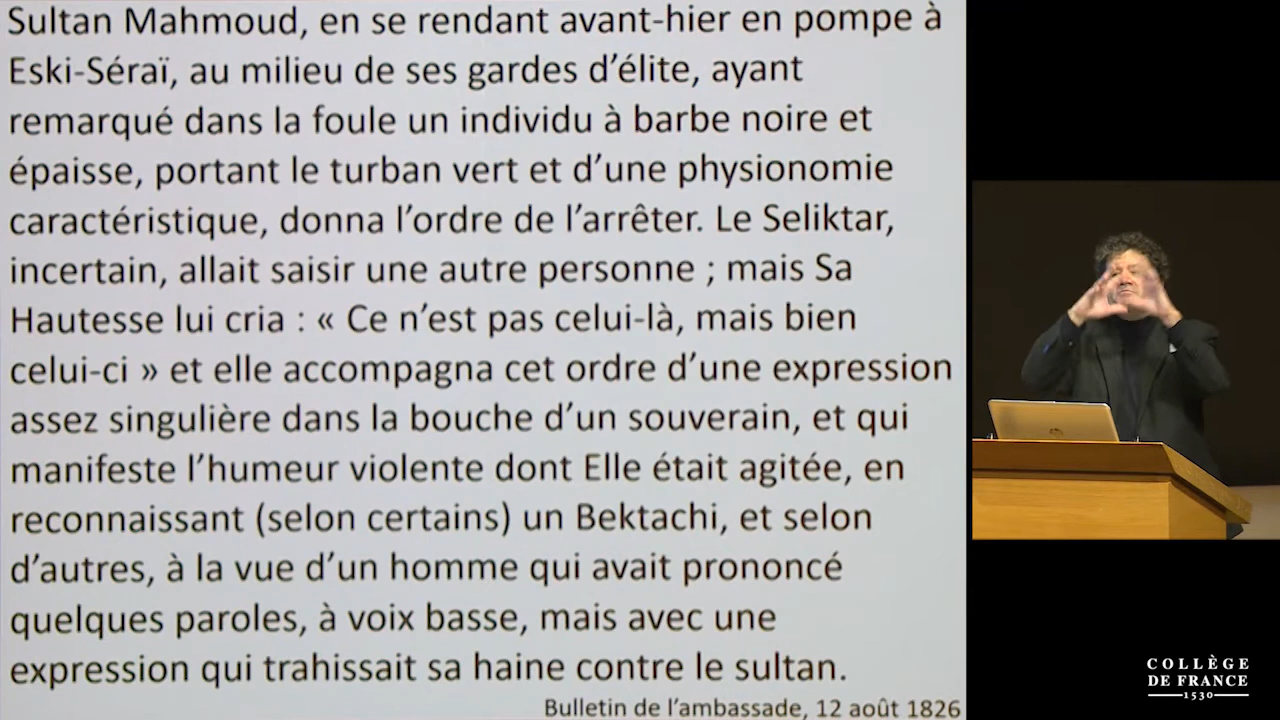 Sultan Mahmoud, en se rendant avant-hier en pompe à
Eski-Séraï, au milieu de ses gardes d’élite, ayant
remarqué dans la foule un individu à barbe noire et
épaisse, portant le turban vert et d’une physionomie
caractéristique, donna l’ordre de l’arrêter. Le Seliktar,
incertain, allait saisir une autre personne ; mais Sa
Hautesse lui cria : « Ce n’est pas celui-là, mais bien
celui-ci » et elle accompagna cet ordre d’une expression
assez singulière dans la bouche d’un souverain, et qui
manifeste l’humeur violente dont Elle était agitée, en
reconnaissant (selon certains) un Bektachi, et selon
d’autres, à la vue d’un homme qui avait prononcé
quelques paroles, à voix basse, mais avec une
expression qui trahissait sa haine contre le sultan.
Bulletin de l’ambassade, 12 août 1826
COLLÈGE
DE FRANCE
1530